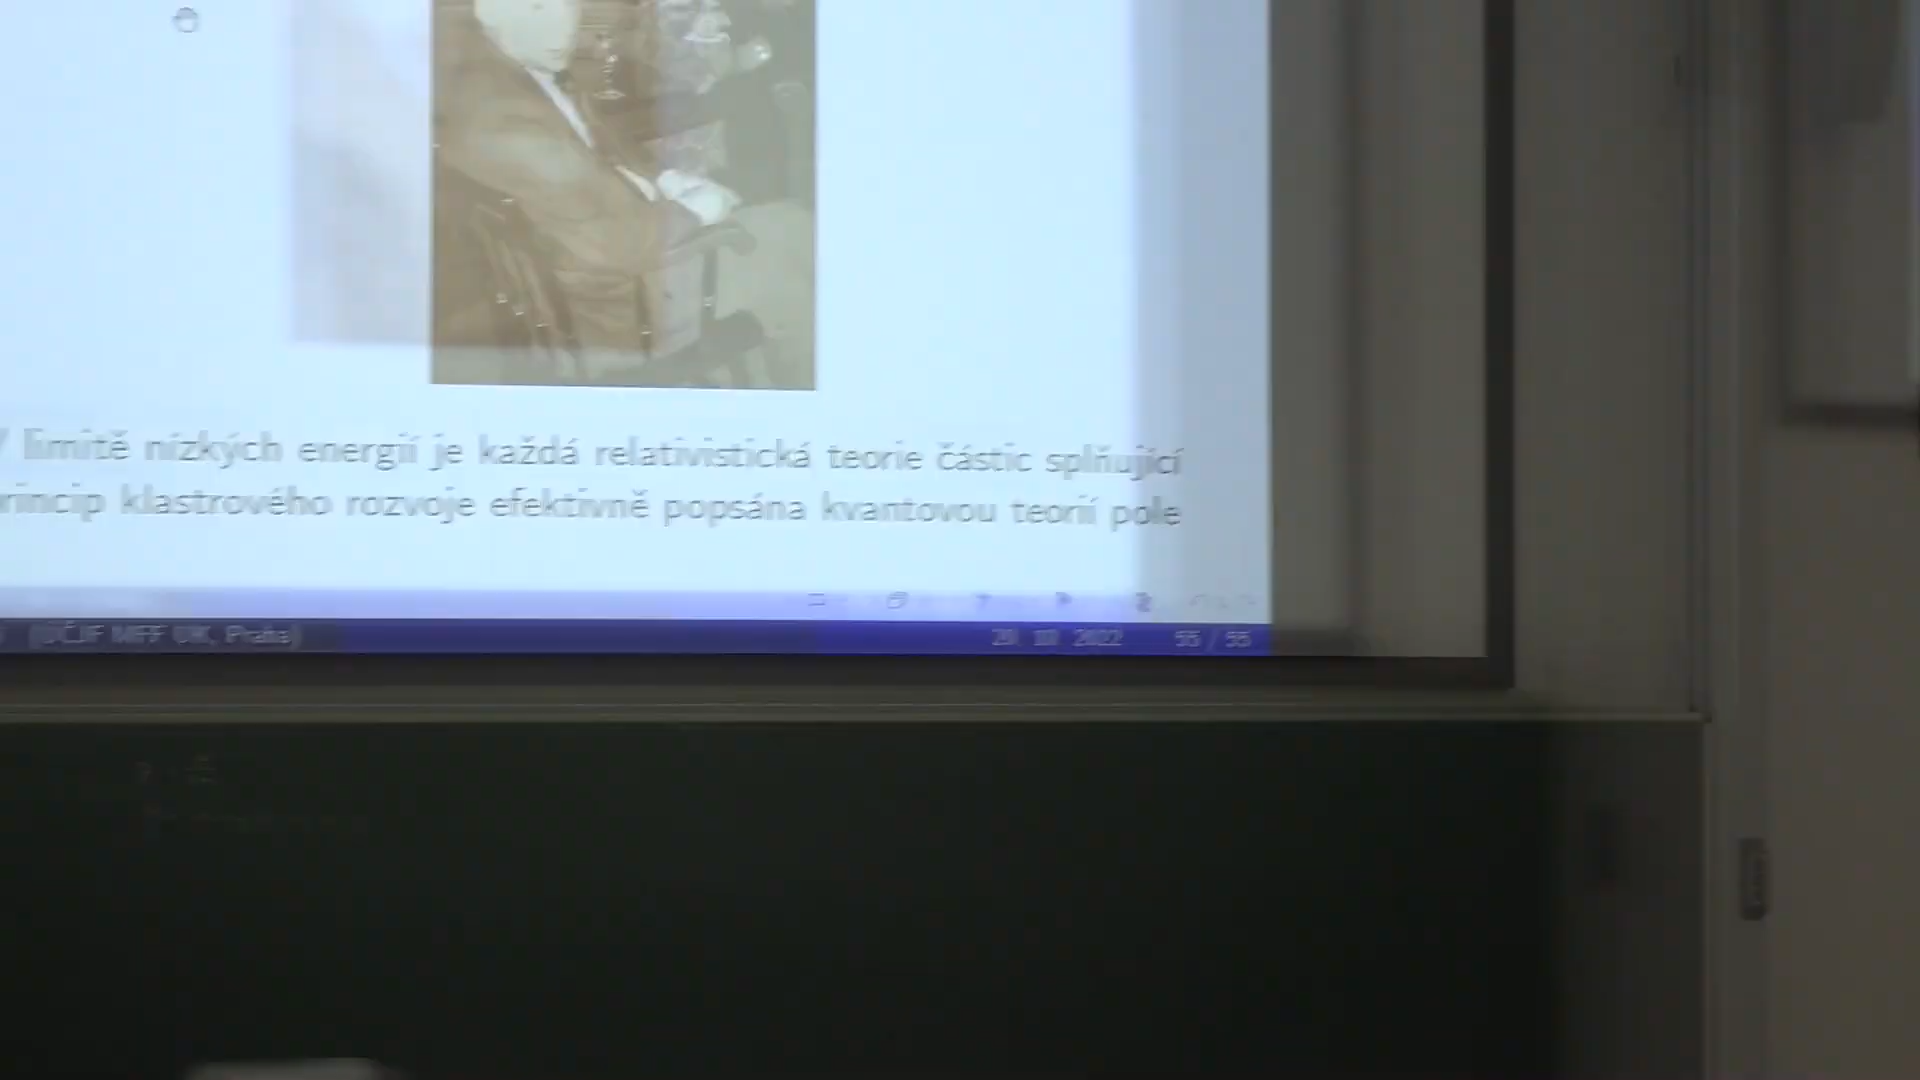 limitě nízkých energií je každá relativistická teorie částic splňující
princip klastrového rozvoje efektivně popsána kvantovou teorií pole
(ÚČJF MFF UK, Praha) 20. 10. 2022 55 / 55